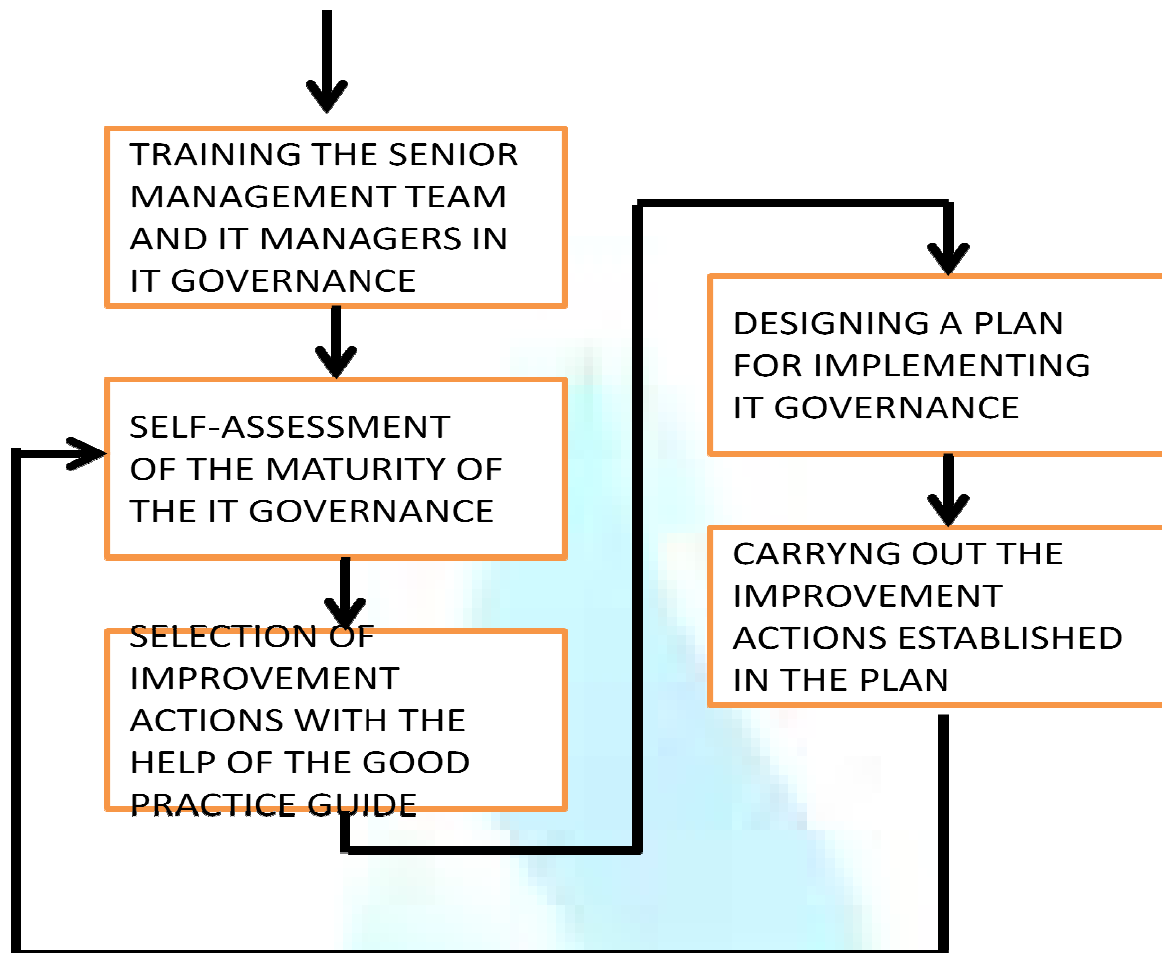 TRAINING THE SENIOR
MANAGEMENT TEAM
AND IT MANAGERS IN
IT GOVERNANCE
SELF-ASSESSMENT
OF THE MATURITY OF
THE IT GOVERNANCE
SELECTION OF
IMPROVEMENT
ACTIONS WITH THE
HELP OF THE GOOD
PRACTICE GUIDE
DESIGNING A PLAN
FOR IMPLEMENTING
IT GOVERNANCE
CARRYNG OUT THE
IMPROVEMENT
ACTIONS ESTABLISHED
IN THE PLAN